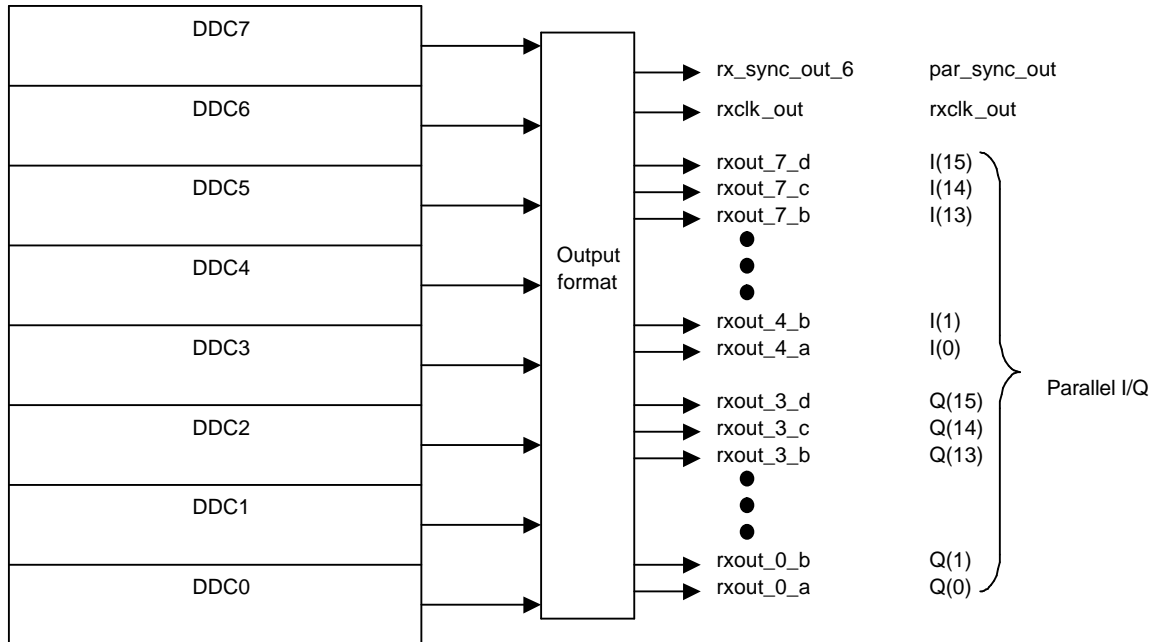 DDC7
DDC6
DDC5
DDC4
DDC3
DDC2
DDC1
DDC0
Output
format
rx_sync_out_6 par_sync_out
rxclk_out rxclk_out
rxout_7_d I(15)
rxout_7_c I(14)
rxout_7_b I(13)
rxout_4_b I(1)
rxout_4_a I(0)
rxout_3_d Q(15)
rxout_3_c Q(14)
rxout_3_b Q(13)
rxout_0_b Q(1)
rxout_0_a Q(0)
Parallel I/Q